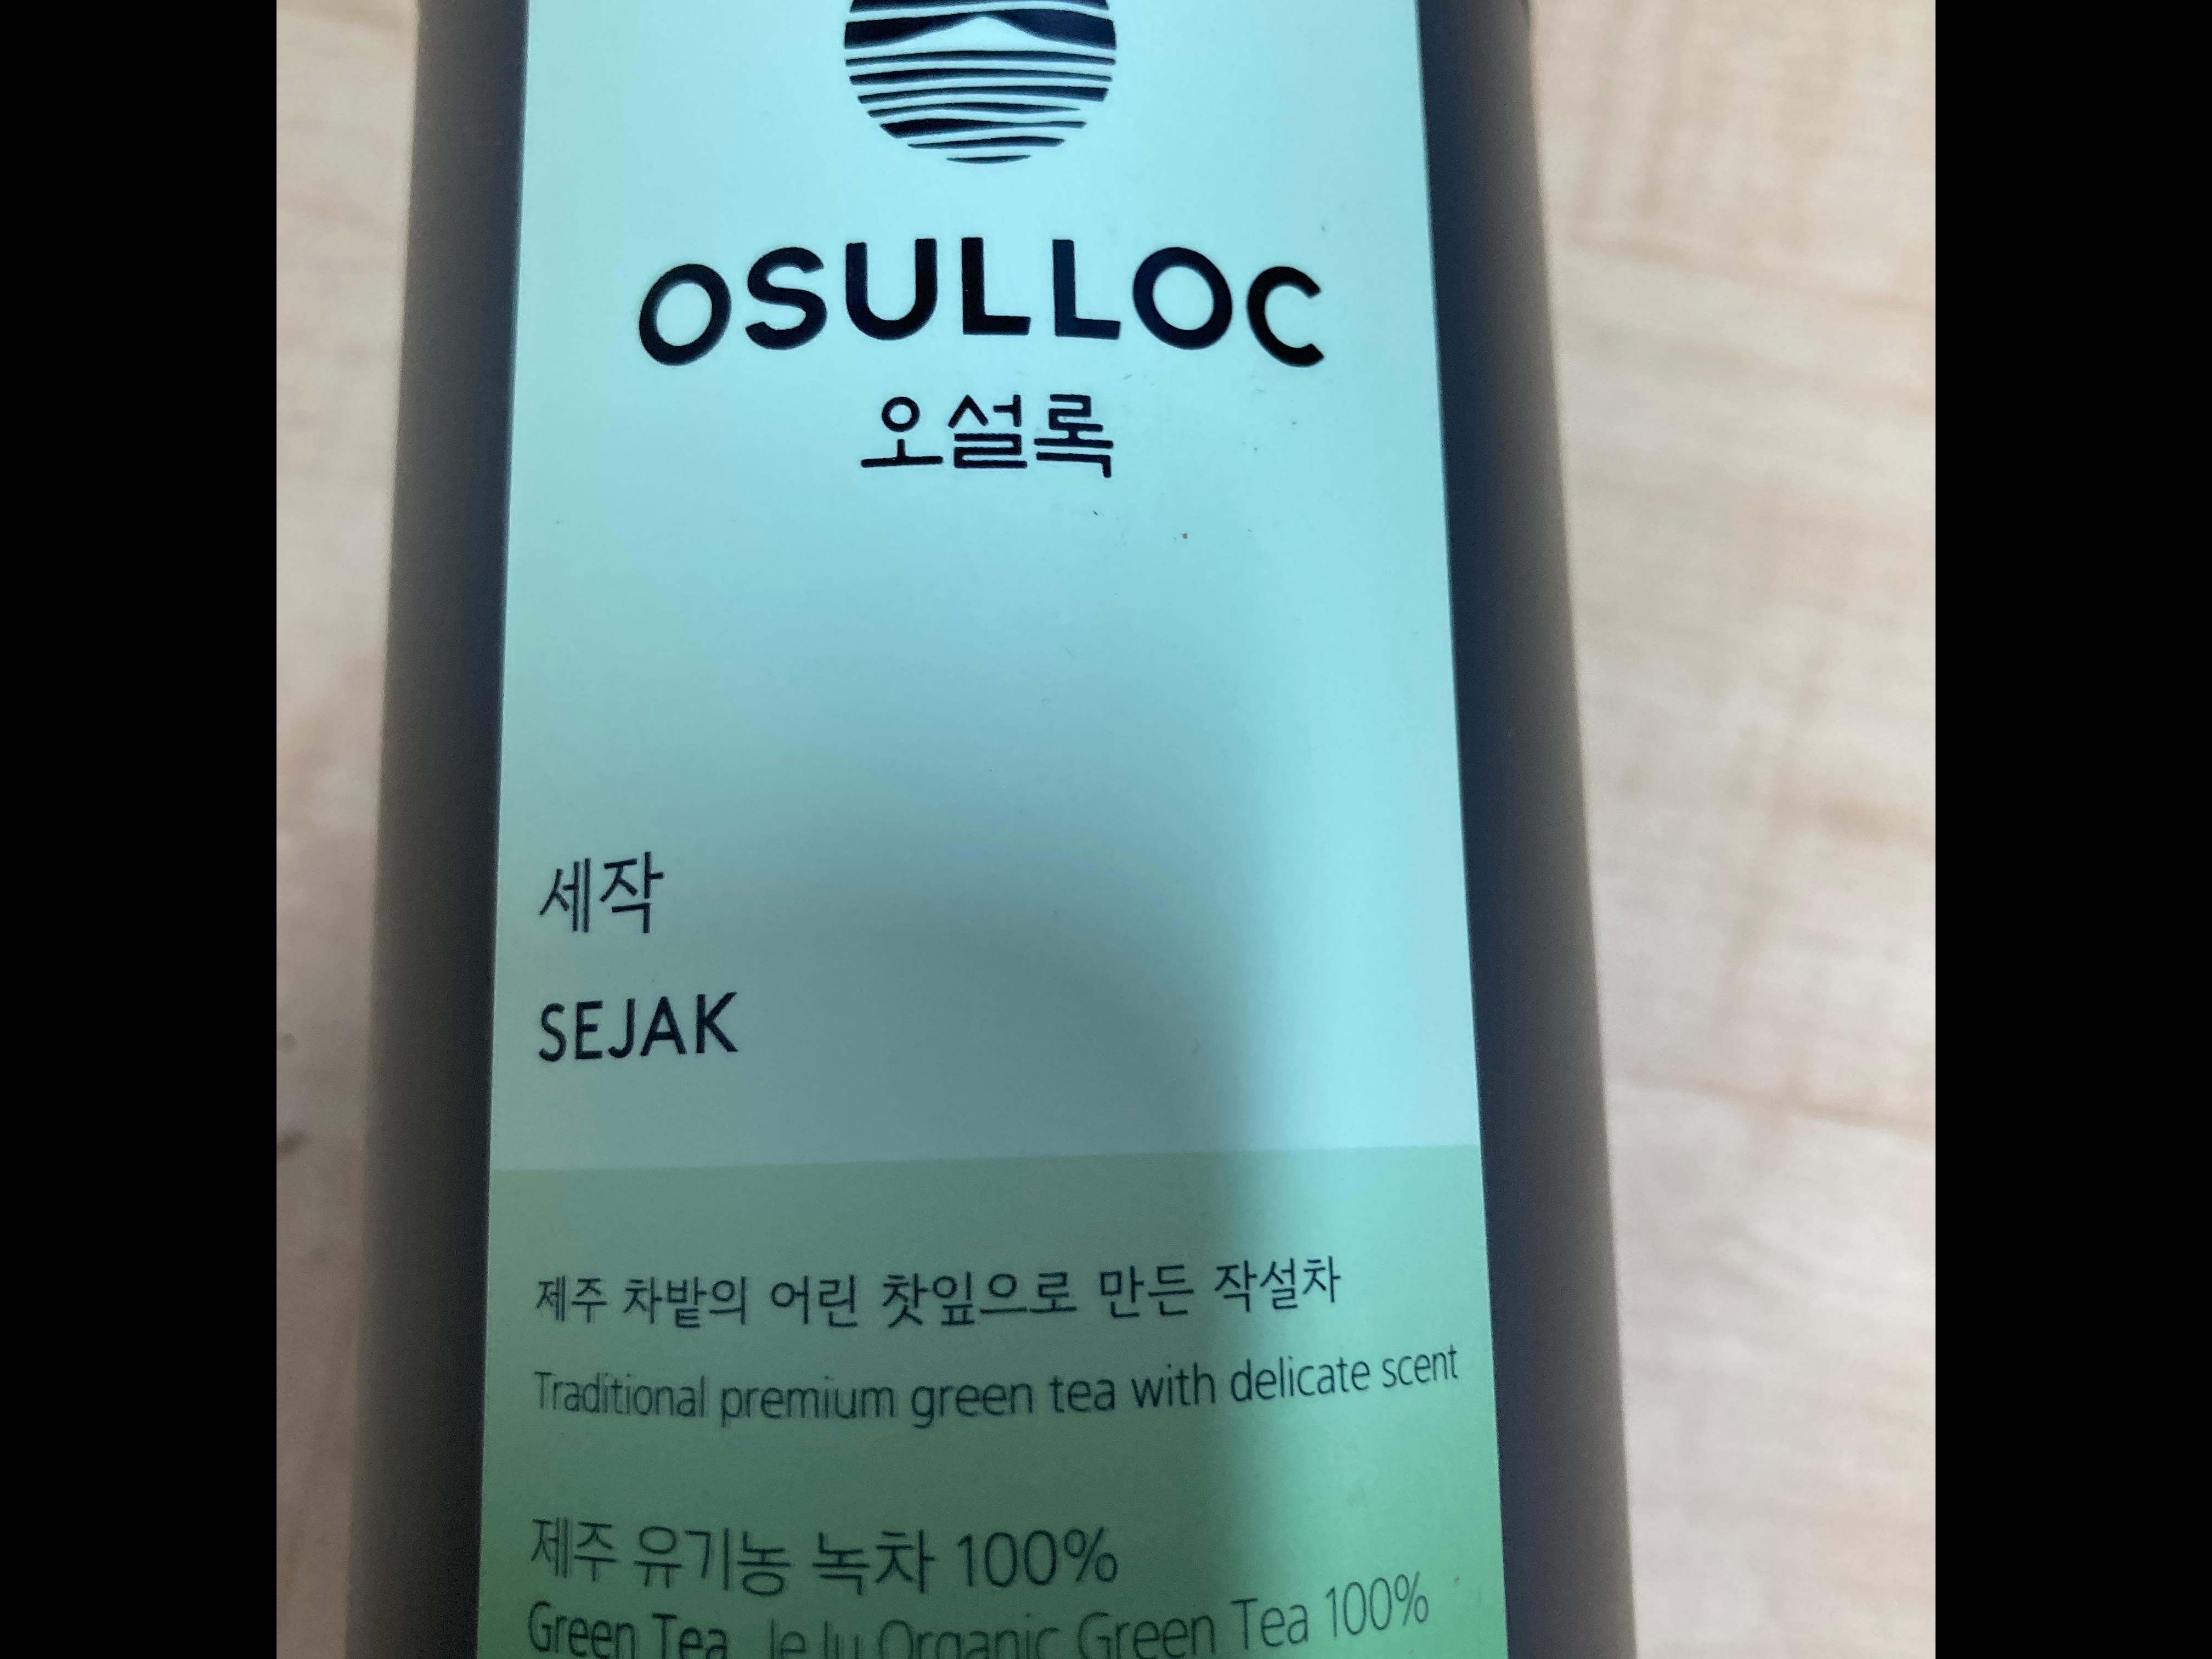 OSULLOC
오설록
세작
SEJAK
제주 차밭의 어린 찻잎으로 만든 작설차
Traditional premium green tea with delicate scent
제주 유기농 녹차 100%
Green Tea, Je Ju Organic Green Tea 100%